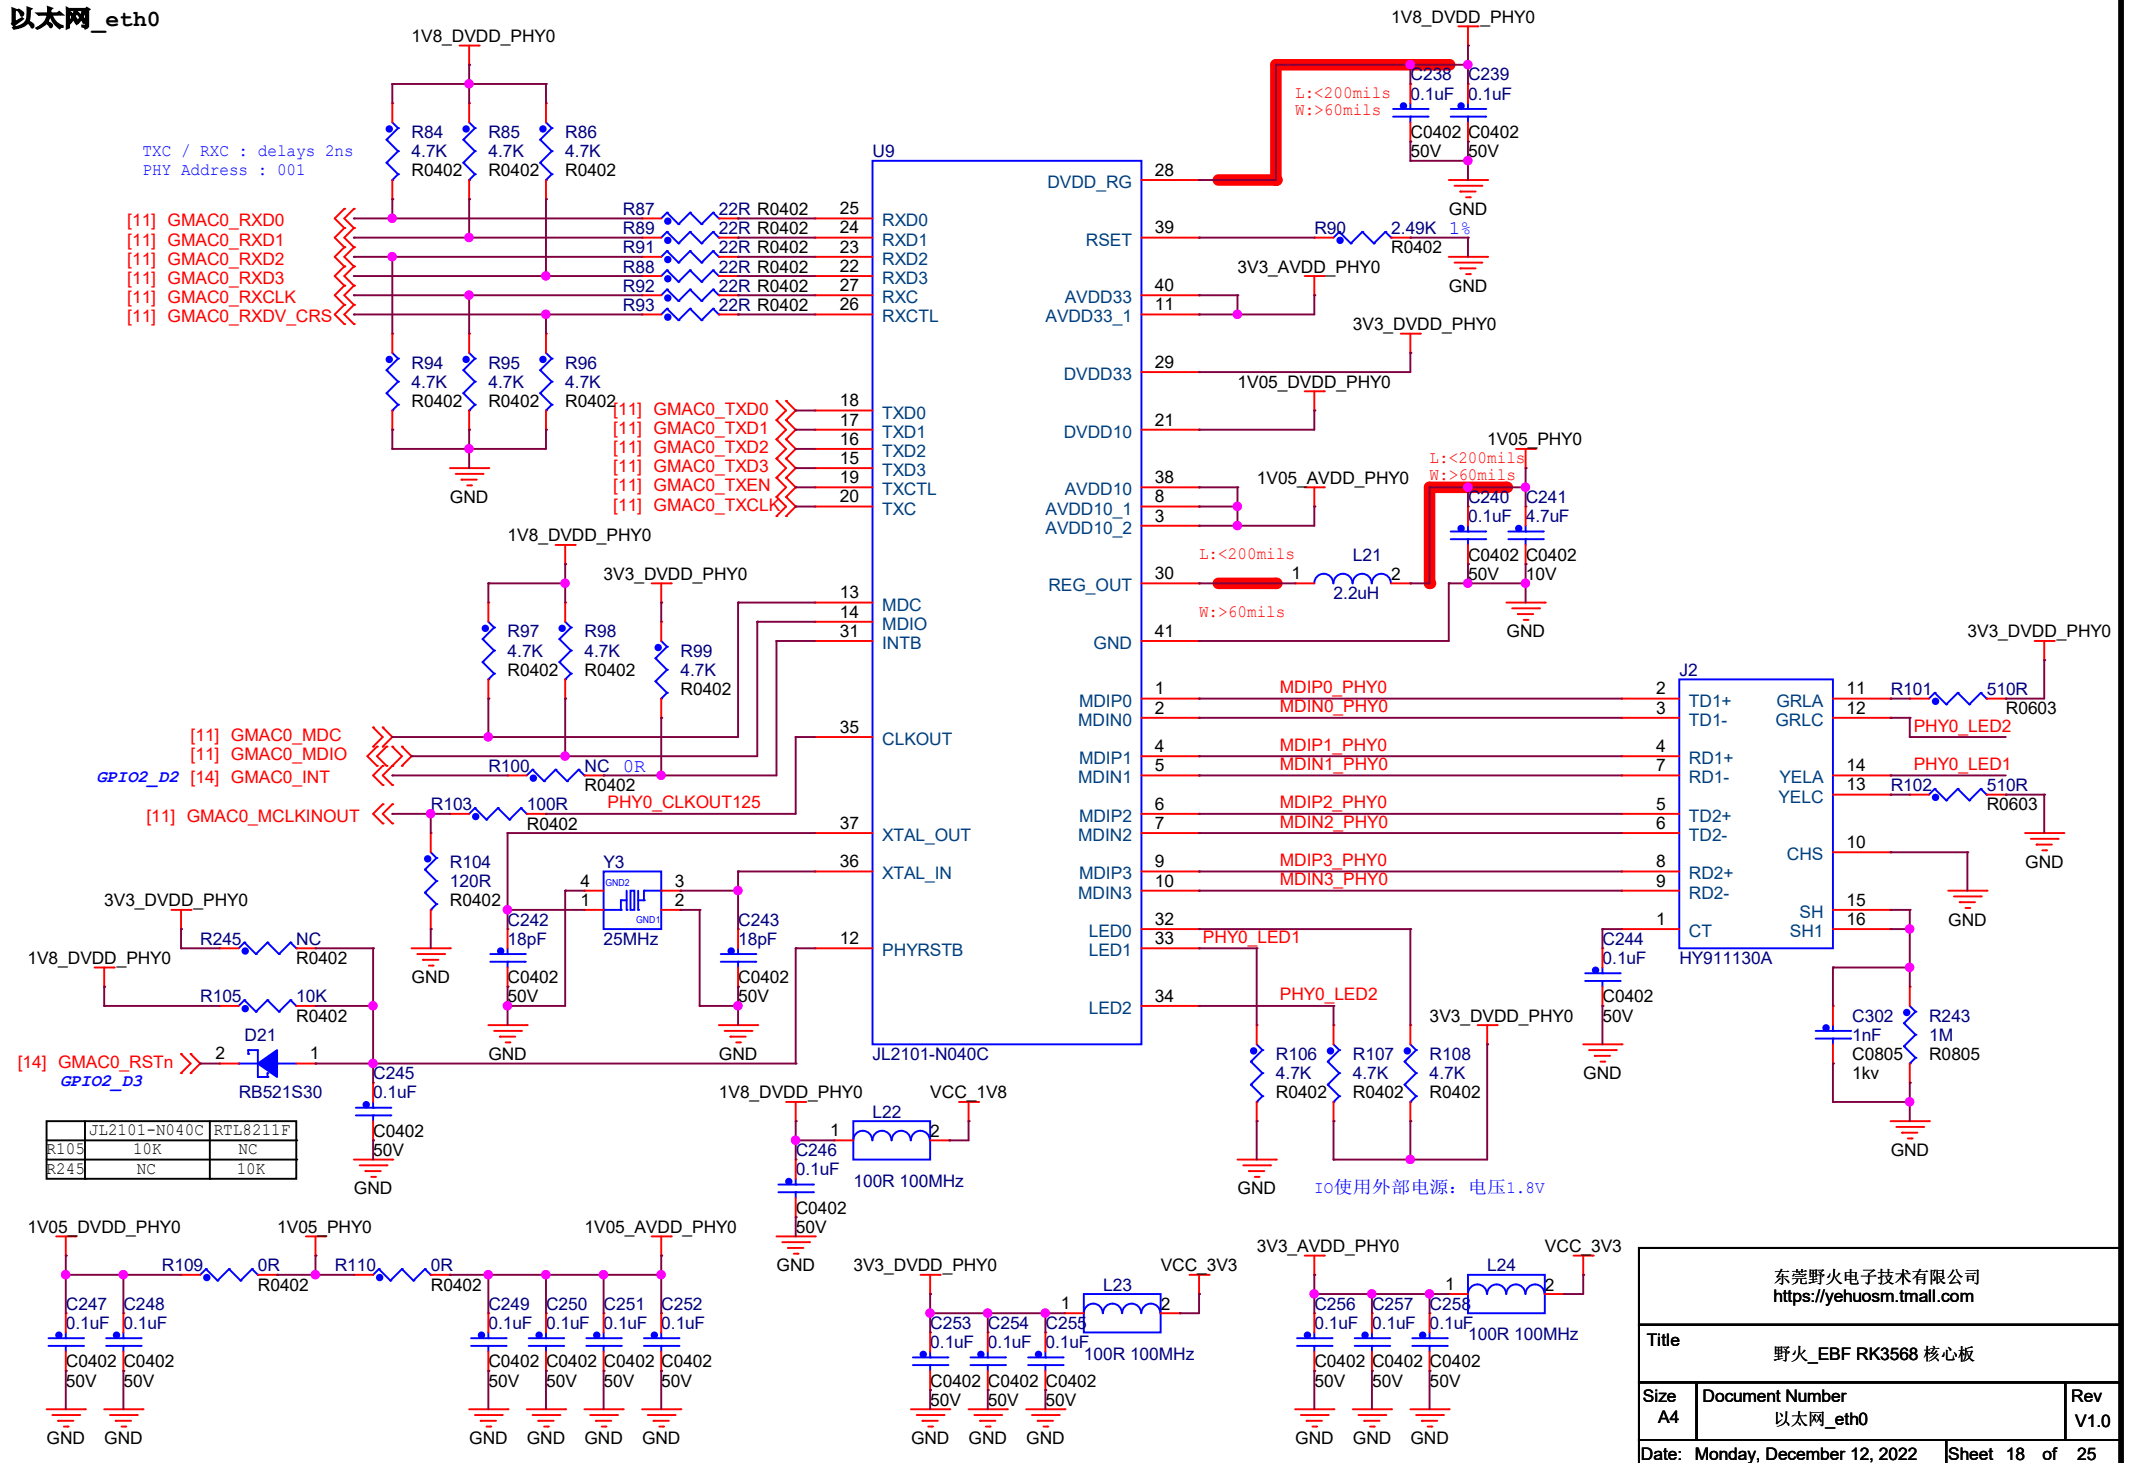 以太网_eth0
1V8_DVDD_PHY0
R84 4.7K R0402
R85 4.7K R0402
R86 4.7K R0402
TXC / RXC : delays 2ns
PHY Address : 001
[11] GMAC0_RXD0
[11] GMAC0_RXD1
[11] GMAC0_RXD2
[11] GMAC0_RXD3
[11] GMAC0_RXCLK
[11] GMAC0_RXDV_CRS
R87 22R R0402 25
R89 22R R0402 24
R91 22R R0402 23
R88 22R R0402 22
R92 22R R0402 27
R93 22R R0402 26
R94 4.7K R0402
R95 4.7K R0402
R96 4.7K R0402
GND
[11] GMAC0_TXD0 18
[11] GMAC0_TXD1 17
[11] GMAC0_TXD2 16
[11] GMAC0_TXD3 15
[11] GMAC0_TXEN 19
[11] GMAC0_TXCLK 20
1V8_DVDD_PHY0
3V3_DVDD_PHY0
R97 4.7K R0402
R98 4.7K R0402
R99 4.7K R0402
13
14
31
[11] GMAC0_MDC
[11] GMAC0_MDIO
GPIO2_D2 [14] GMAC0_INT
R100 NC 0R R0402
[11] GMAC0_MCLKINOUT
R103 100R R0402
PHY0_CLKOUT125
35
37
36
12
R104 120R R0402
GND
Y3
4 GND2 3
1 GND1 2
25MHz
C242 18pF C0402 50V
GND
C243 18pF C0402 50V
GND
3V3_DVDD_PHY0
R245 NC R0402
1V8_DVDD_PHY0
R105 10K R0402
D21
2 1
RB521S30
[14] GMAC0_RSTn
GPIO2_D3
C245 0.1uF C0402 50V
GND
JL2101-N040C RTL8211F
R105 10K NC
R245 NC 10K
U9
RXD0
RXD1
RXD2
RXD3
RXC
RXCTL
TXD0
TXD1
TXD2
TXD3
TXCTL
TXC
MDC
MDIO
INTB
CLKOUT
XTAL_OUT
XTAL_IN
PHYRSTB
DVDD_RG 28
RSET 39
AVDD33 40
AVDD33_1 11
DVDD33 29
DVDD10 21
AVDD10 38
AVDD10_1 8
AVDD10_2 3
REG_OUT 30
GND 41
MDIP0 1
MDIN0 2
MDIP1 4
MDIN1 5
MDIP2 6
MDIN2 7
MDIP3 9
MDIN3 10
LED0 32
LED1 33
LED2 34
JL2101-N040C
1V8_DVDD_PHY0
L:<200mils
W:>60mils
C238 0.1uF C0402 50V
C239 0.1uF C0402 50V
GND
R90 2.49K 1% R0402
GND
3V3_AVDD_PHY0
3V3_DVDD_PHY0
1V05_DVDD_PHY0
1V05_PHY0
L:<200mils
W:>60mils
1V05_AVDD_PHY0
C240 0.1uF C0402 50V
C241 4.7uF C0402 10V
L:<200mils
W:>60mils
1 L21 2
2.2uH
GND
MDIP0_PHY0
MDIN0_PHY0
MDIP1_PHY0
MDIN1_PHY0
MDIP2_PHY0
MDIN2_PHY0
MDIP3_PHY0
MDIN3_PHY0
PHY0_LED1
PHY0_LED2
J2
2 TD1+
3 TD1-
4 RD1+
7 RD1-
5 TD2+
6 TD2-
8 RD2+
9 RD2-
1 CT
GRLA 11
GRLC 12
YELA 14
YELC 13
CHS 10
SH 15
SH1 16
HY911130A
3V3_DVDD_PHY0
R101 510R R0603
PHY0_LED2
PHY0_LED1
R102 510R R0603
GND
GND
C244 0.1uF C0402 50V
GND
C302 1nF C0805 1kv
R243 1M R0805
GND
3V3_DVDD_PHY0
R106 4.7K R0402
R107 4.7K R0402
R108 4.7K R0402
GND
IO使用外部电源：电压1.8V
1V8_DVDD_PHY0
VCC_1V8
1 L22 2
100R 100MHz
C246 0.1uF C0402 50V
GND
1V05_DVDD_PHY0
1V05_PHY0
1V05_AVDD_PHY0
R109 0R R0402
R110 0R R0402
C247 0.1uF C0402 50V GND
C248 0.1uF C0402 50V GND
C249 0.1uF C0402 50V GND
C250 0.1uF C0402 50V GND
C251 0.1uF C0402 50V GND
C252 0.1uF C0402 50V GND
3V3_DVDD_PHY0
VCC_3V3
1 L23 2
100R 100MHz
C253 0.1uF C0402 50V GND
C254 0.1uF C0402 50V GND
C255 0.1uF C0402 50V GND
3V3_AVDD_PHY0
VCC_3V3
1 L24 2
100R 100MHz
C256 0.1uF C0402 50V GND
C257 0.1uF C0402 50V GND
C258 0.1uF C0402 50V GND
东莞野火电子技术有限公司
https://yehuosm.tmall.com
Title
野火_EBF RK3568 核心板
Size A4
Document Number
以太网_eth0
Rev V1.0
Date: Monday, December 12, 2022 Sheet 18 of 25